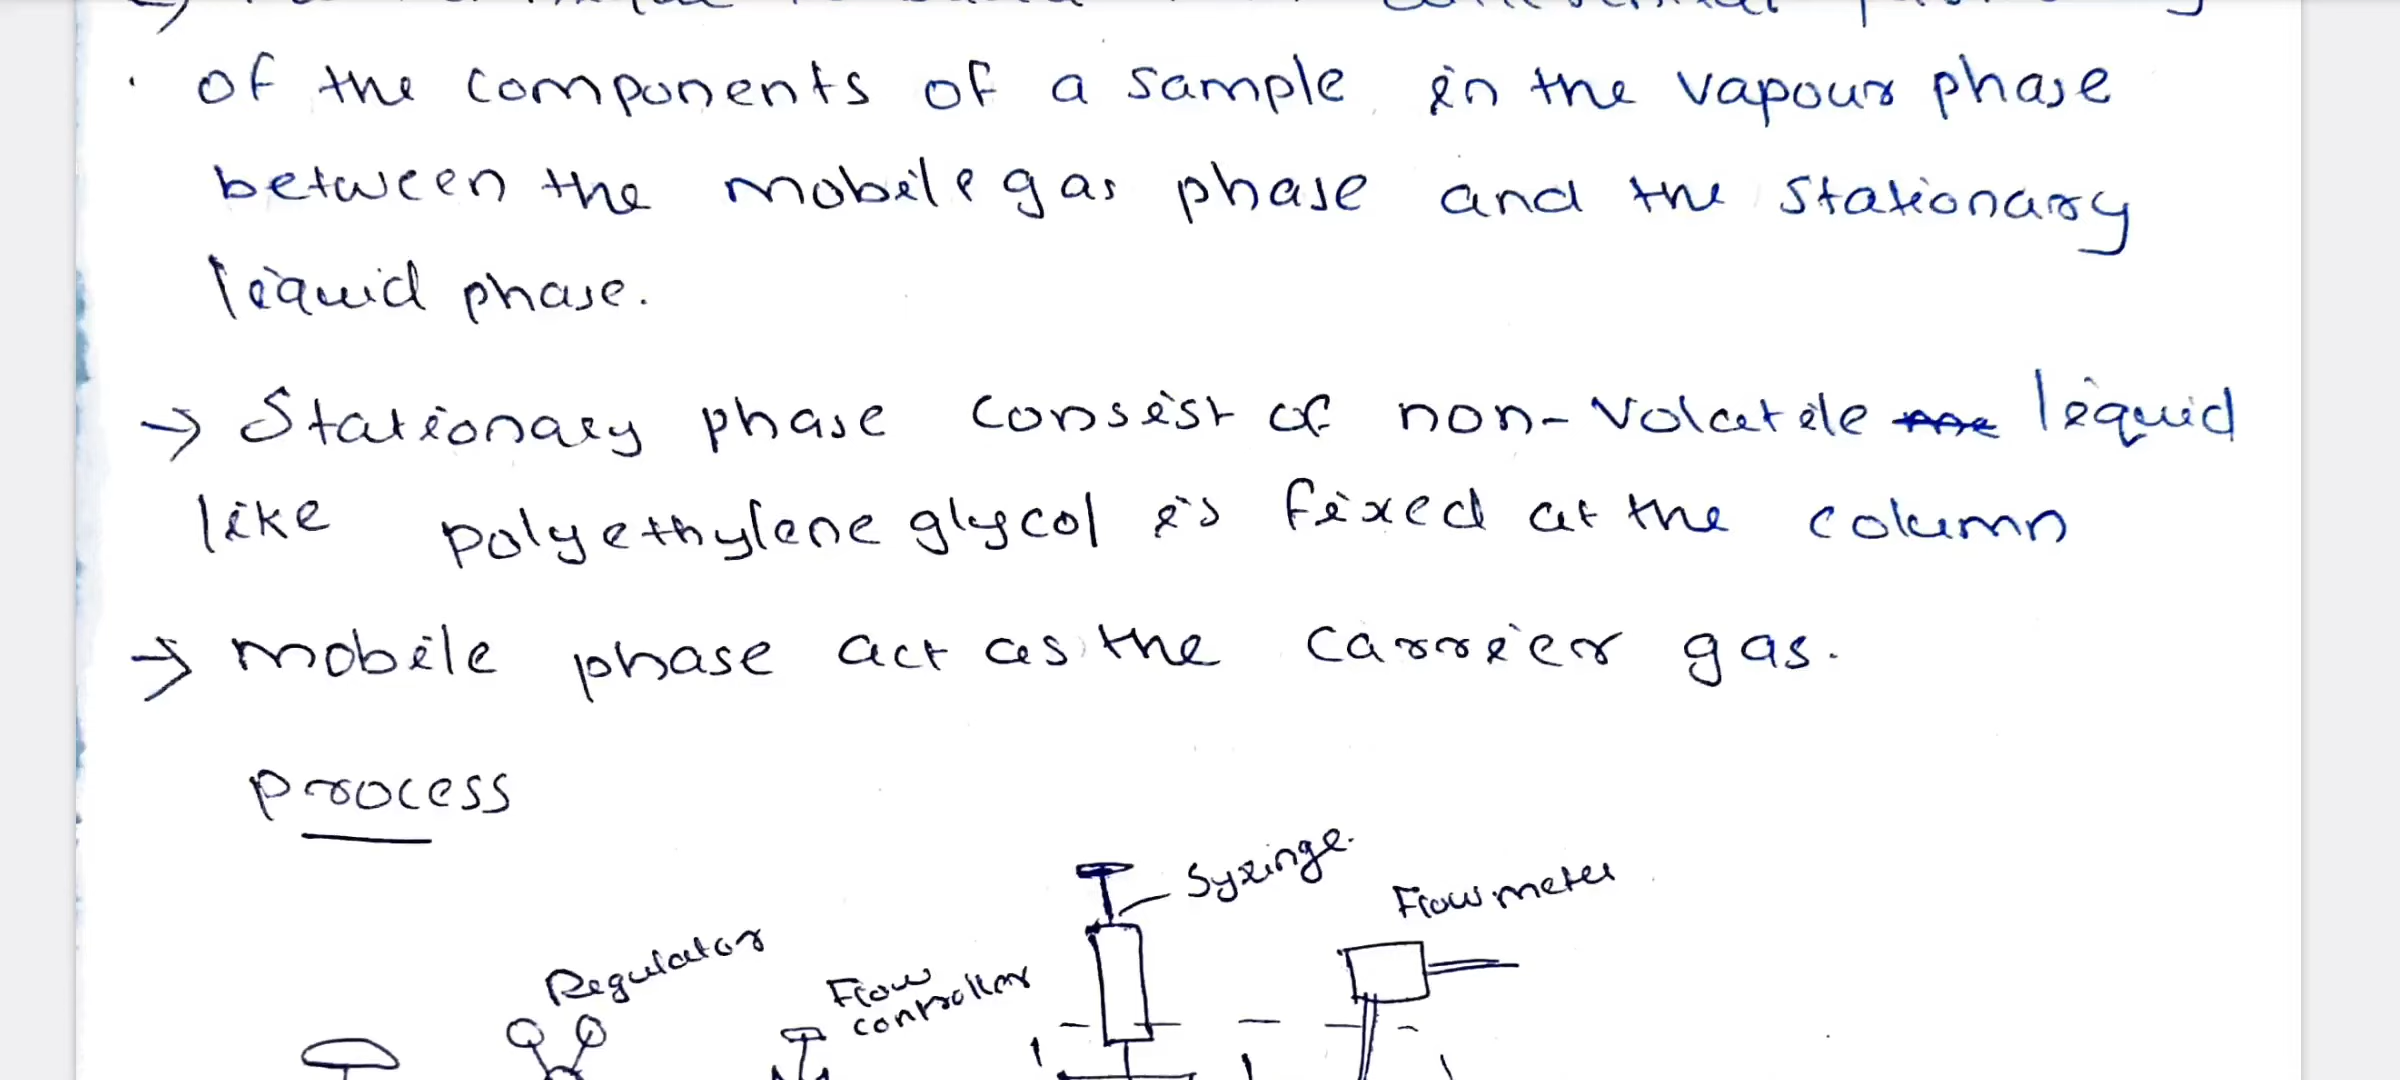 of the components of a sample in the vapour phase
between the mobile gas phase and the stationary
liquid phase.
→ Stationary phase consist of non-volatile liquid
like polyethylene glycol is fixed at the column
→ mobile phase act as the carrier gas.
process
Syringe.
Flow meter
Regulator
Flow
controller